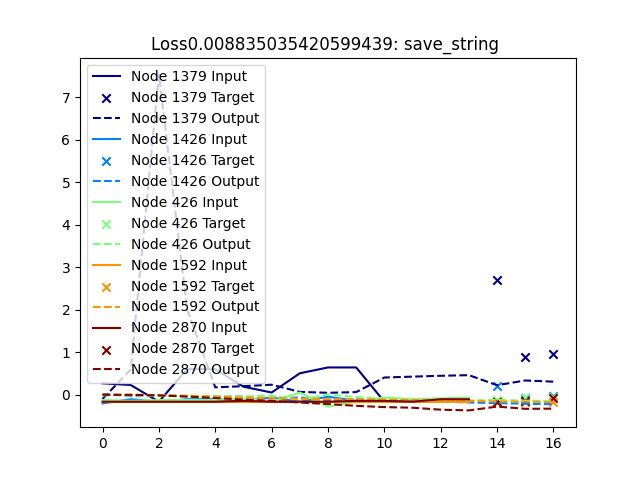 Loss0.008835035420599439: save_string
Node 1379 Input
Node 1379 Target
Node 1379 Output
Node 1426 Input
Node 1426 Target
Node 1426 Output
Node 426 Input
Node 426 Target
Node 426 Output
Node 1592 Input
Node 1592 Target
Node 1592 Output
Node 2870 Input
Node 2870 Target
Node 2870 Output
7
6
5
4
3
2
1
0
0 2 4 6 8 10 12 14 16